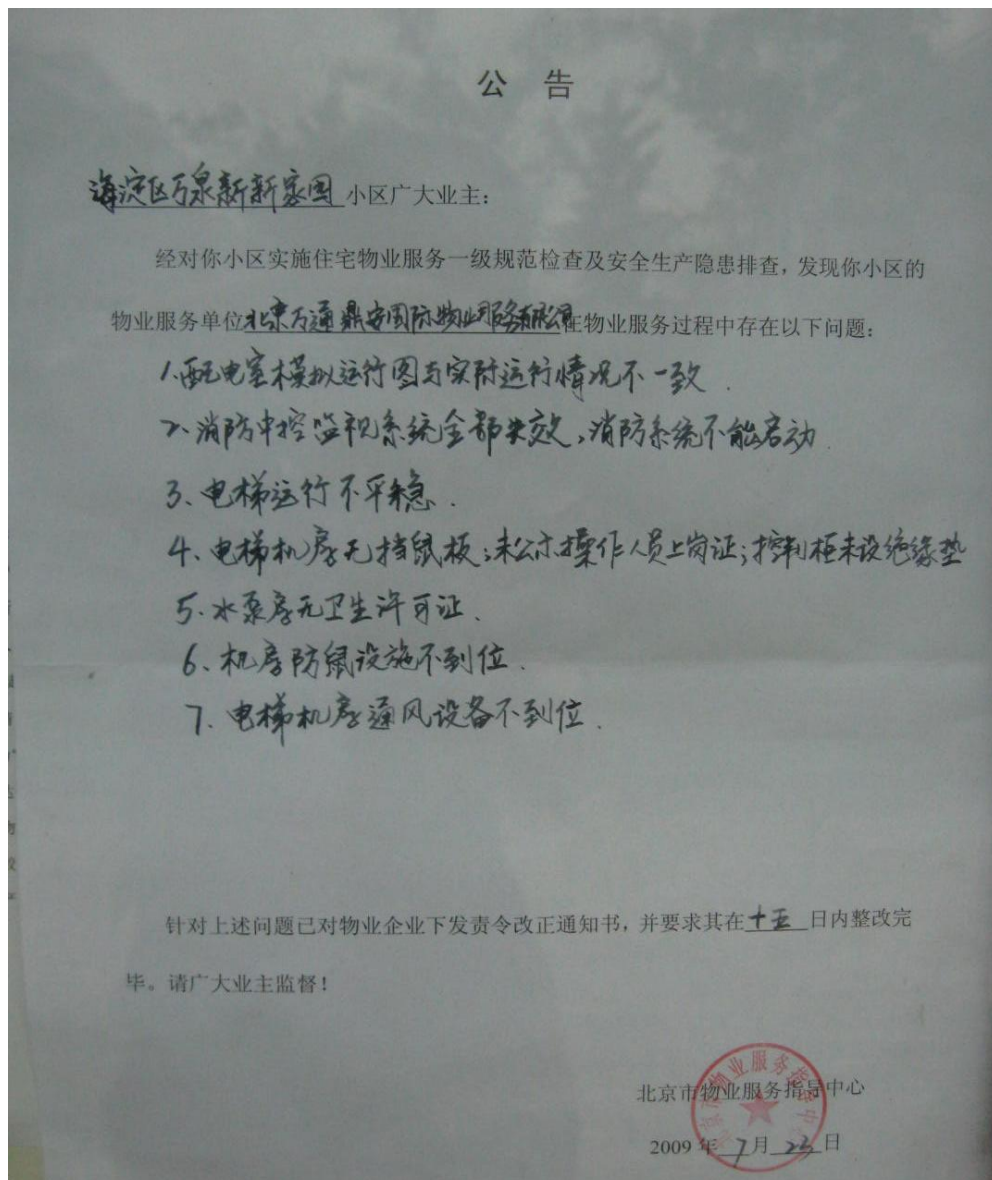 公 告
海淀区万泉新新家园小区广大业主：
经对你小区实施住宅物业服务一级规范检查及安全生产隐患排查，发现你小区的
物业服务单位北京万通鼎安国际物业服务有限公司在物业服务过程中存在以下问题：
1.配电室模拟运行图与实际运行情况不一致.
2、消防中控监视系统全部失效，消防系统不能启动.
3、电梯运行不平稳.
4、电梯机房无挡鼠板；未公示操作人员上岗证；控制柜未设绝缘垫
5.水泵房无卫生许可证.
6、机房防鼠设施不到位.
7.电梯机房通风设备不到位.
针对上述问题已对物业企业下发责令改正通知书，并要求其在十五日内整改完
毕。请广大业主监督！
北京市物业服务指导中心
2009年7月23日